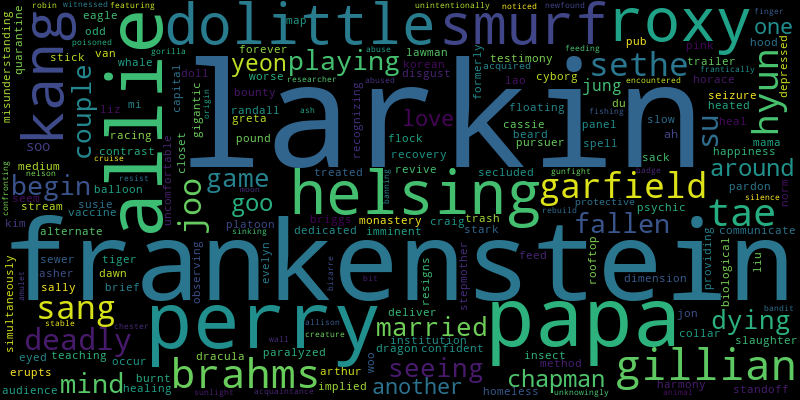 robin witnessed featuring unintentionally noticed newfound finger
eagle map abuse feeding
odd poisoned gorilla
misunderstanding quarantine kang allie dolittle smurf roxy
stick van forever lawman pub pink hood trailer one depressed
whale doll worse korean testimony formerly acquired sethe horace frantically
couple capital yeon playing disgust cyborg seizure hyun
liz mi bounty randall lao jung heated
racing gigantic greta recognizing love cassie floating du panel slow su heal
soo contrast closet pound flock beard pursuer spell ah mama
uncomfortable larkin recovery secluded sack happiness
confronting medium cruise origin researcher ash abused encountered fishing around
begin balloon joo game treated revive helsing garfield pardon norm
nelson resist moon banning gunfight badge silence
seem stream susie vaccine goo briggs monastery trash protective psychic tae
kim alternate platoon dedicated imminent craig stark rebuild fallen communicate
sewer tiger sinking
asher dawn observing evelyn frankenstein stepmother feed rooftop dimension providing biological liu
simultaneously sally brief amulet bizarre bit resigns jon bandit
sang perry deliver papa collar dying
stable chester allison married slaughter
deadly creature institution
eyed teaching occur dracula wall paralyzed dragon confident insect gillian
mind burnt brahms arthur woo seeing method chapman harmony
audience healing sunlight implied acquaintance another homeless unknowingly animal standoff